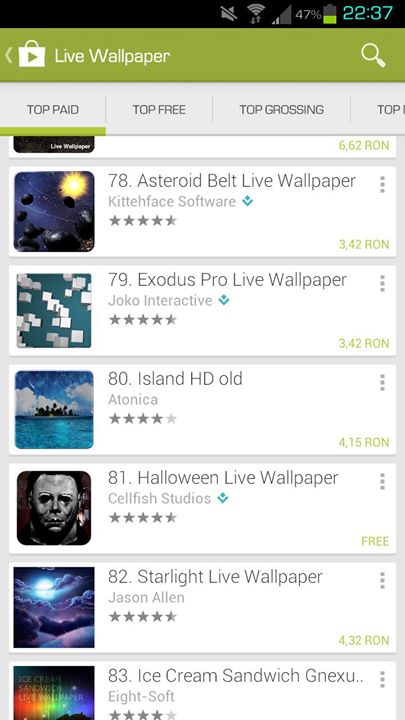 47% 22:37
Live Wallpaper
TOP PAID TOP FREE TOP GROSSING TOP
Live Wallpaper
6,62 RON
78. Asteroid Belt Live Wallpaper
Kittehface Software
3,42 RON
79. Exodus Pro Live Wallpaper
Joko Interactive
3,42 RON
80. Island HD old
Atonica
4,15 RON
81. Halloween Live Wallpaper
Cellfish Studios
FREE
82. Starlight Live Wallpaper
Jason Allen
4,32 RON
ICE CREAM
SANDWICH
LIVE WALLPAPER
83. Ice Cream Sandwich Gnexu..
Eight-Soft